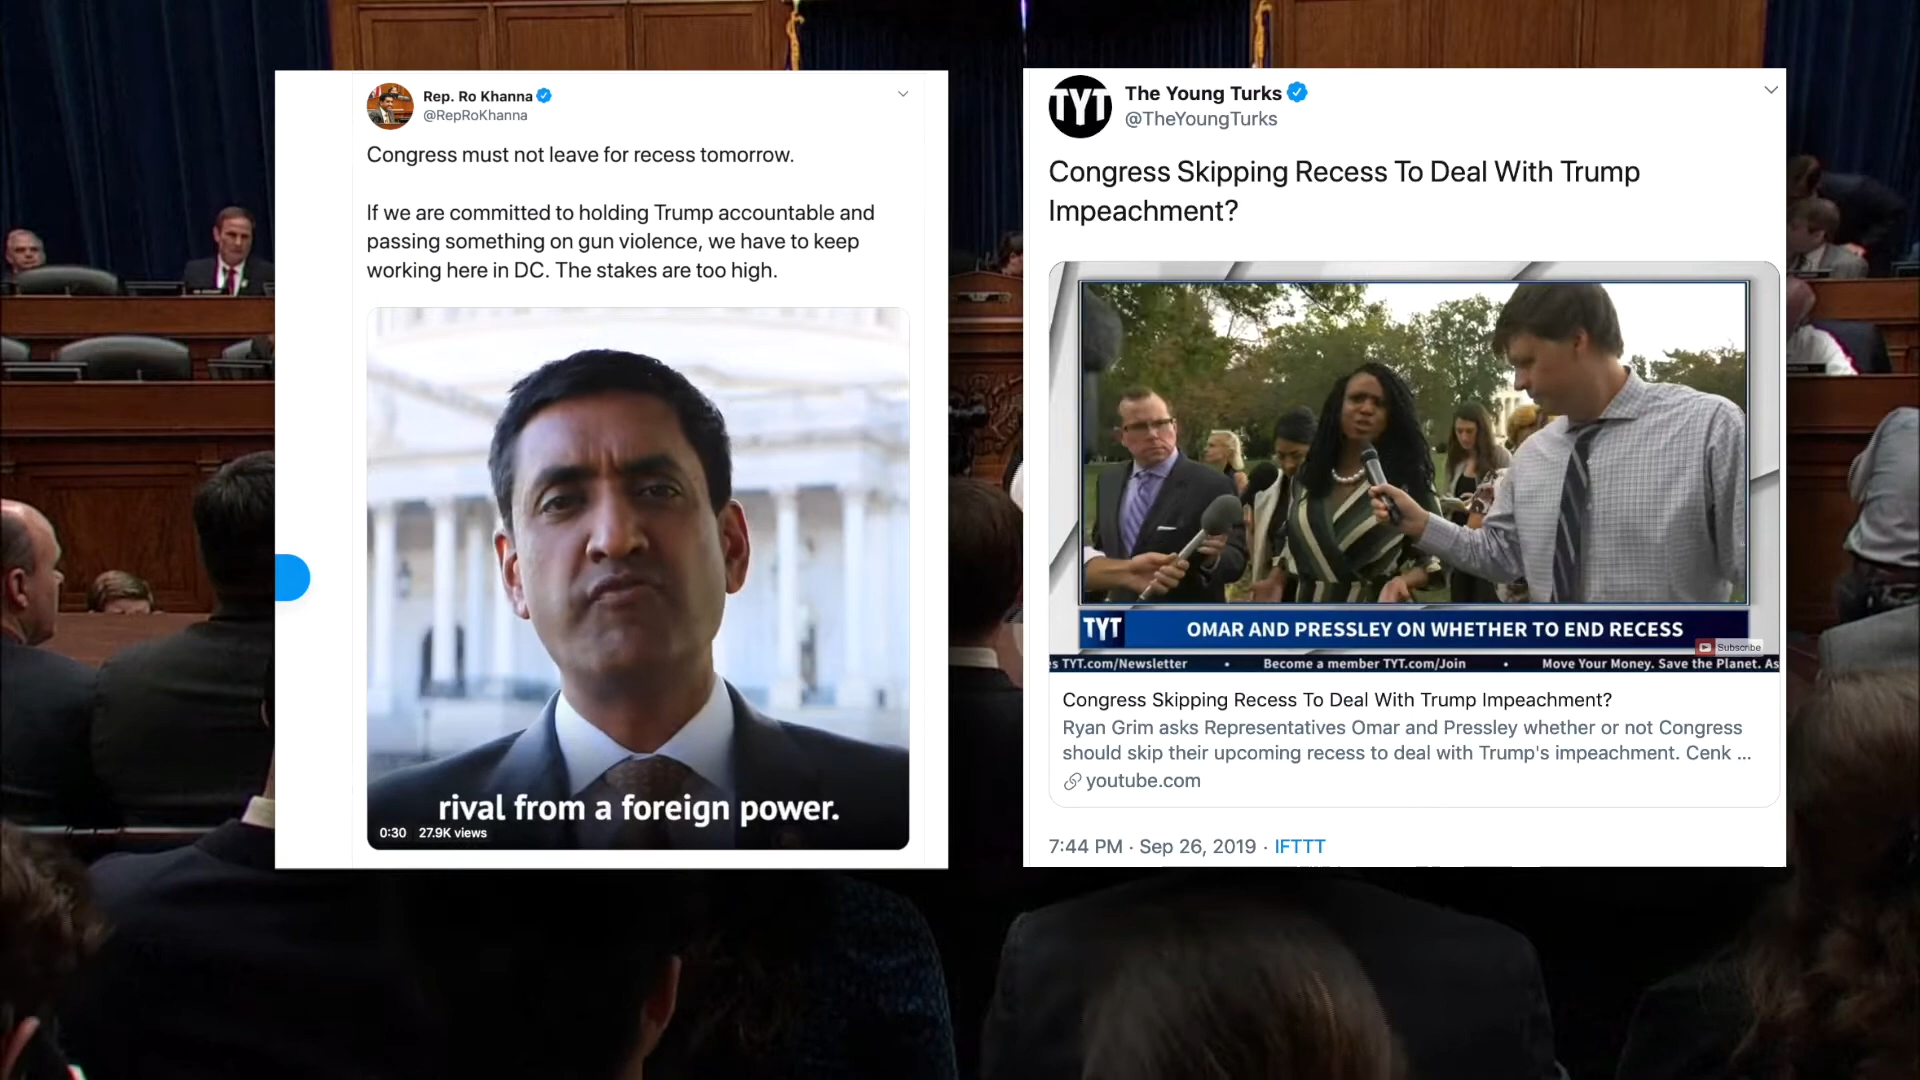 Rep. Ro Khanna
@RepRoKhanna
Congress must not leave for recess tomorrow.
If we are committed to holding Trump accountable and
passing something on gun violence, we have to keep
working here in DC. The stakes are too high.
rival from a foreign power.
0:30 27.9K views
TYT
The Young Turks
@TheYoungTurks
Congress Skipping Recess To Deal With Trump
Impeachment?
TYT OMAR AND PRESSLEY ON WHETHER TO END RECESS
Subscribe
s TYT.com/Newsletter • Become a member TYT.com/Join • Move Your Money. Save the Planet. As
Congress Skipping Recess To Deal With Trump Impeachment?
Ryan Grim asks Representatives Omar and Pressley whether or not Congress
should skip their upcoming recess to deal with Trump's impeachment. Cenk ...
youtube.com
7:44 PM · Sep 26, 2019 · IFTTT